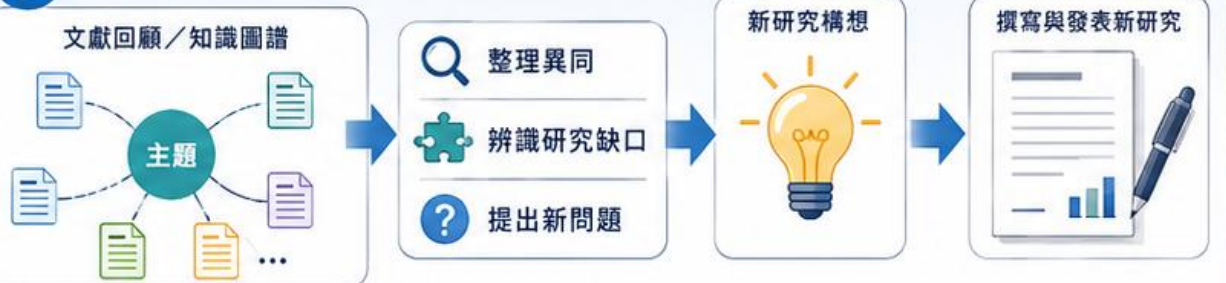 文獻回顧／知識圖譜
主題
...
整理異同
辨識研究缺口
?
提出新問題
新研究構想
撰寫與發表新研究